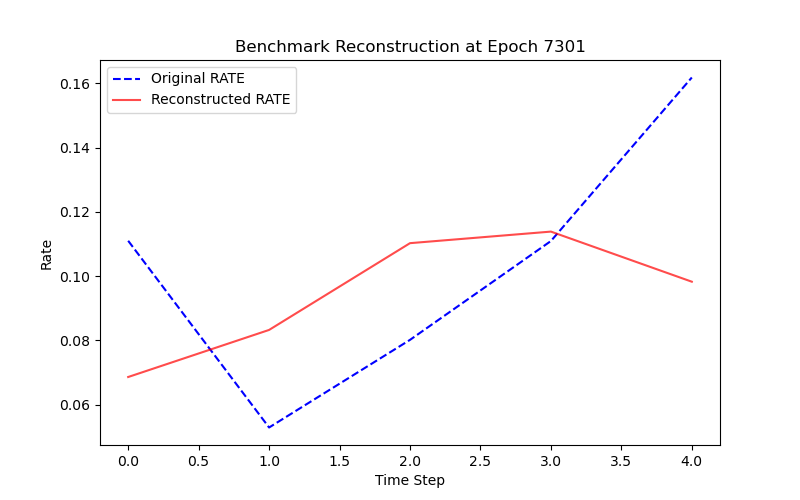 Benchmark Reconstruction at Epoch 7301
Original RATE
Reconstructed RATE
0.16
0.14
0.12
0.10
0.08
0.06
Rate
0.0 0.5 1.0 1.5 2.0 2.5 3.0 3.5 4.0
Time Step